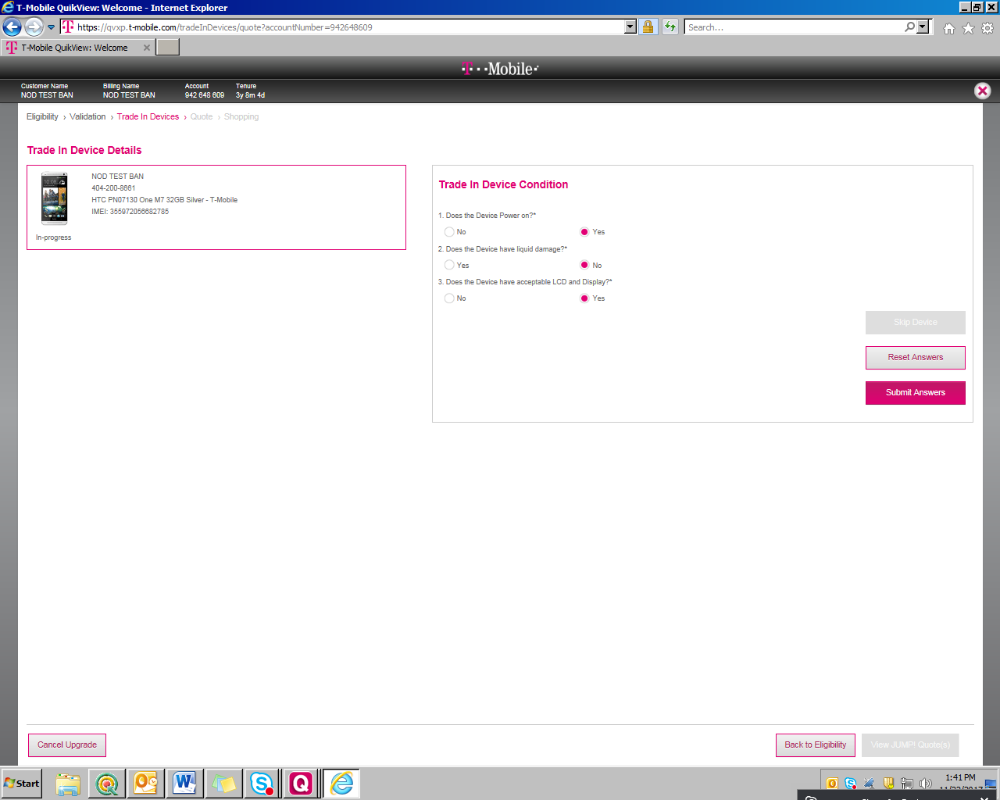 T-Mobile QuikView: Welcome - Internet Explorer
https://qvxp.t-mobile.com/tradeInDevices/quote?accountNumber=942648609
Search...
T-Mobile QuikView: Welcome
T··Mobile·
Customer Name Billing Name Account Tenure
NOD TEST BAN NOD TEST BAN 942 648 609 3y 8m 4d
Eligibility › Validation › Trade In Devices › Quote › Shopping
Trade In Device Details
NOD TEST BAN
404-200-8661
HTC PN07130 One M7 32GB Silver - T-Mobile
IMEI: 355972056682785
In-progress
Trade In Device Condition
1. Does the Device Power on?*
No Yes
2. Does the Device have liquid damage?*
Yes No
3. Does the Device have acceptable LCD and Display?*
No Yes
Skip Device
Reset Answers
Submit Answers
Cancel Upgrade
Back to Eligibility
View JUMP! Quote(s)
Start
1:41 PM